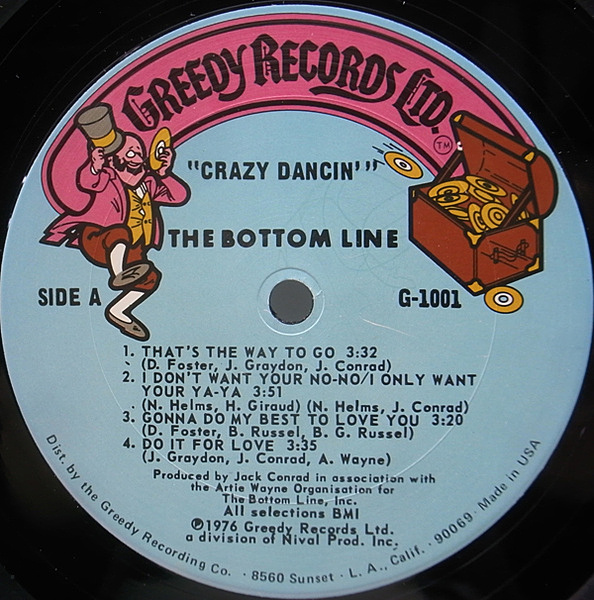 GREEDY RECORDS LTD.
TM
"CRAZY DANCIN'"
THE BOTTOM LINE
SIDE A
G-1001
1. THAT'S THE WAY TO GO 3:32
(D. Foster, J. Graydon, J. Conrad)
2. I DON'T WANT YOUR NO-NO/I ONLY WANT
YOUR YA-YA 3:51
(N. Helms, H. Giraud) (N. Helms, J. Conrad)
3. GONNA DO MY BEST TO LOVE YOU 3:20
(D. Foster, B. Russel, B. G. Russel)
4. DO IT FOR LOVE 3:35
(J. Graydon, J. Conrad, A. Wayne)
Produced by Jack Conrad in association with
the Artie Wayne Organisation for
The Bottom Line, Inc.
All selections BMI
℗1976 Greedy Records Ltd.
a division of Nival Prod. Inc.
Dist. by the Greedy Recording Co. · 8560 Sunset · L. A., Calif. · 90069 · Made in USA